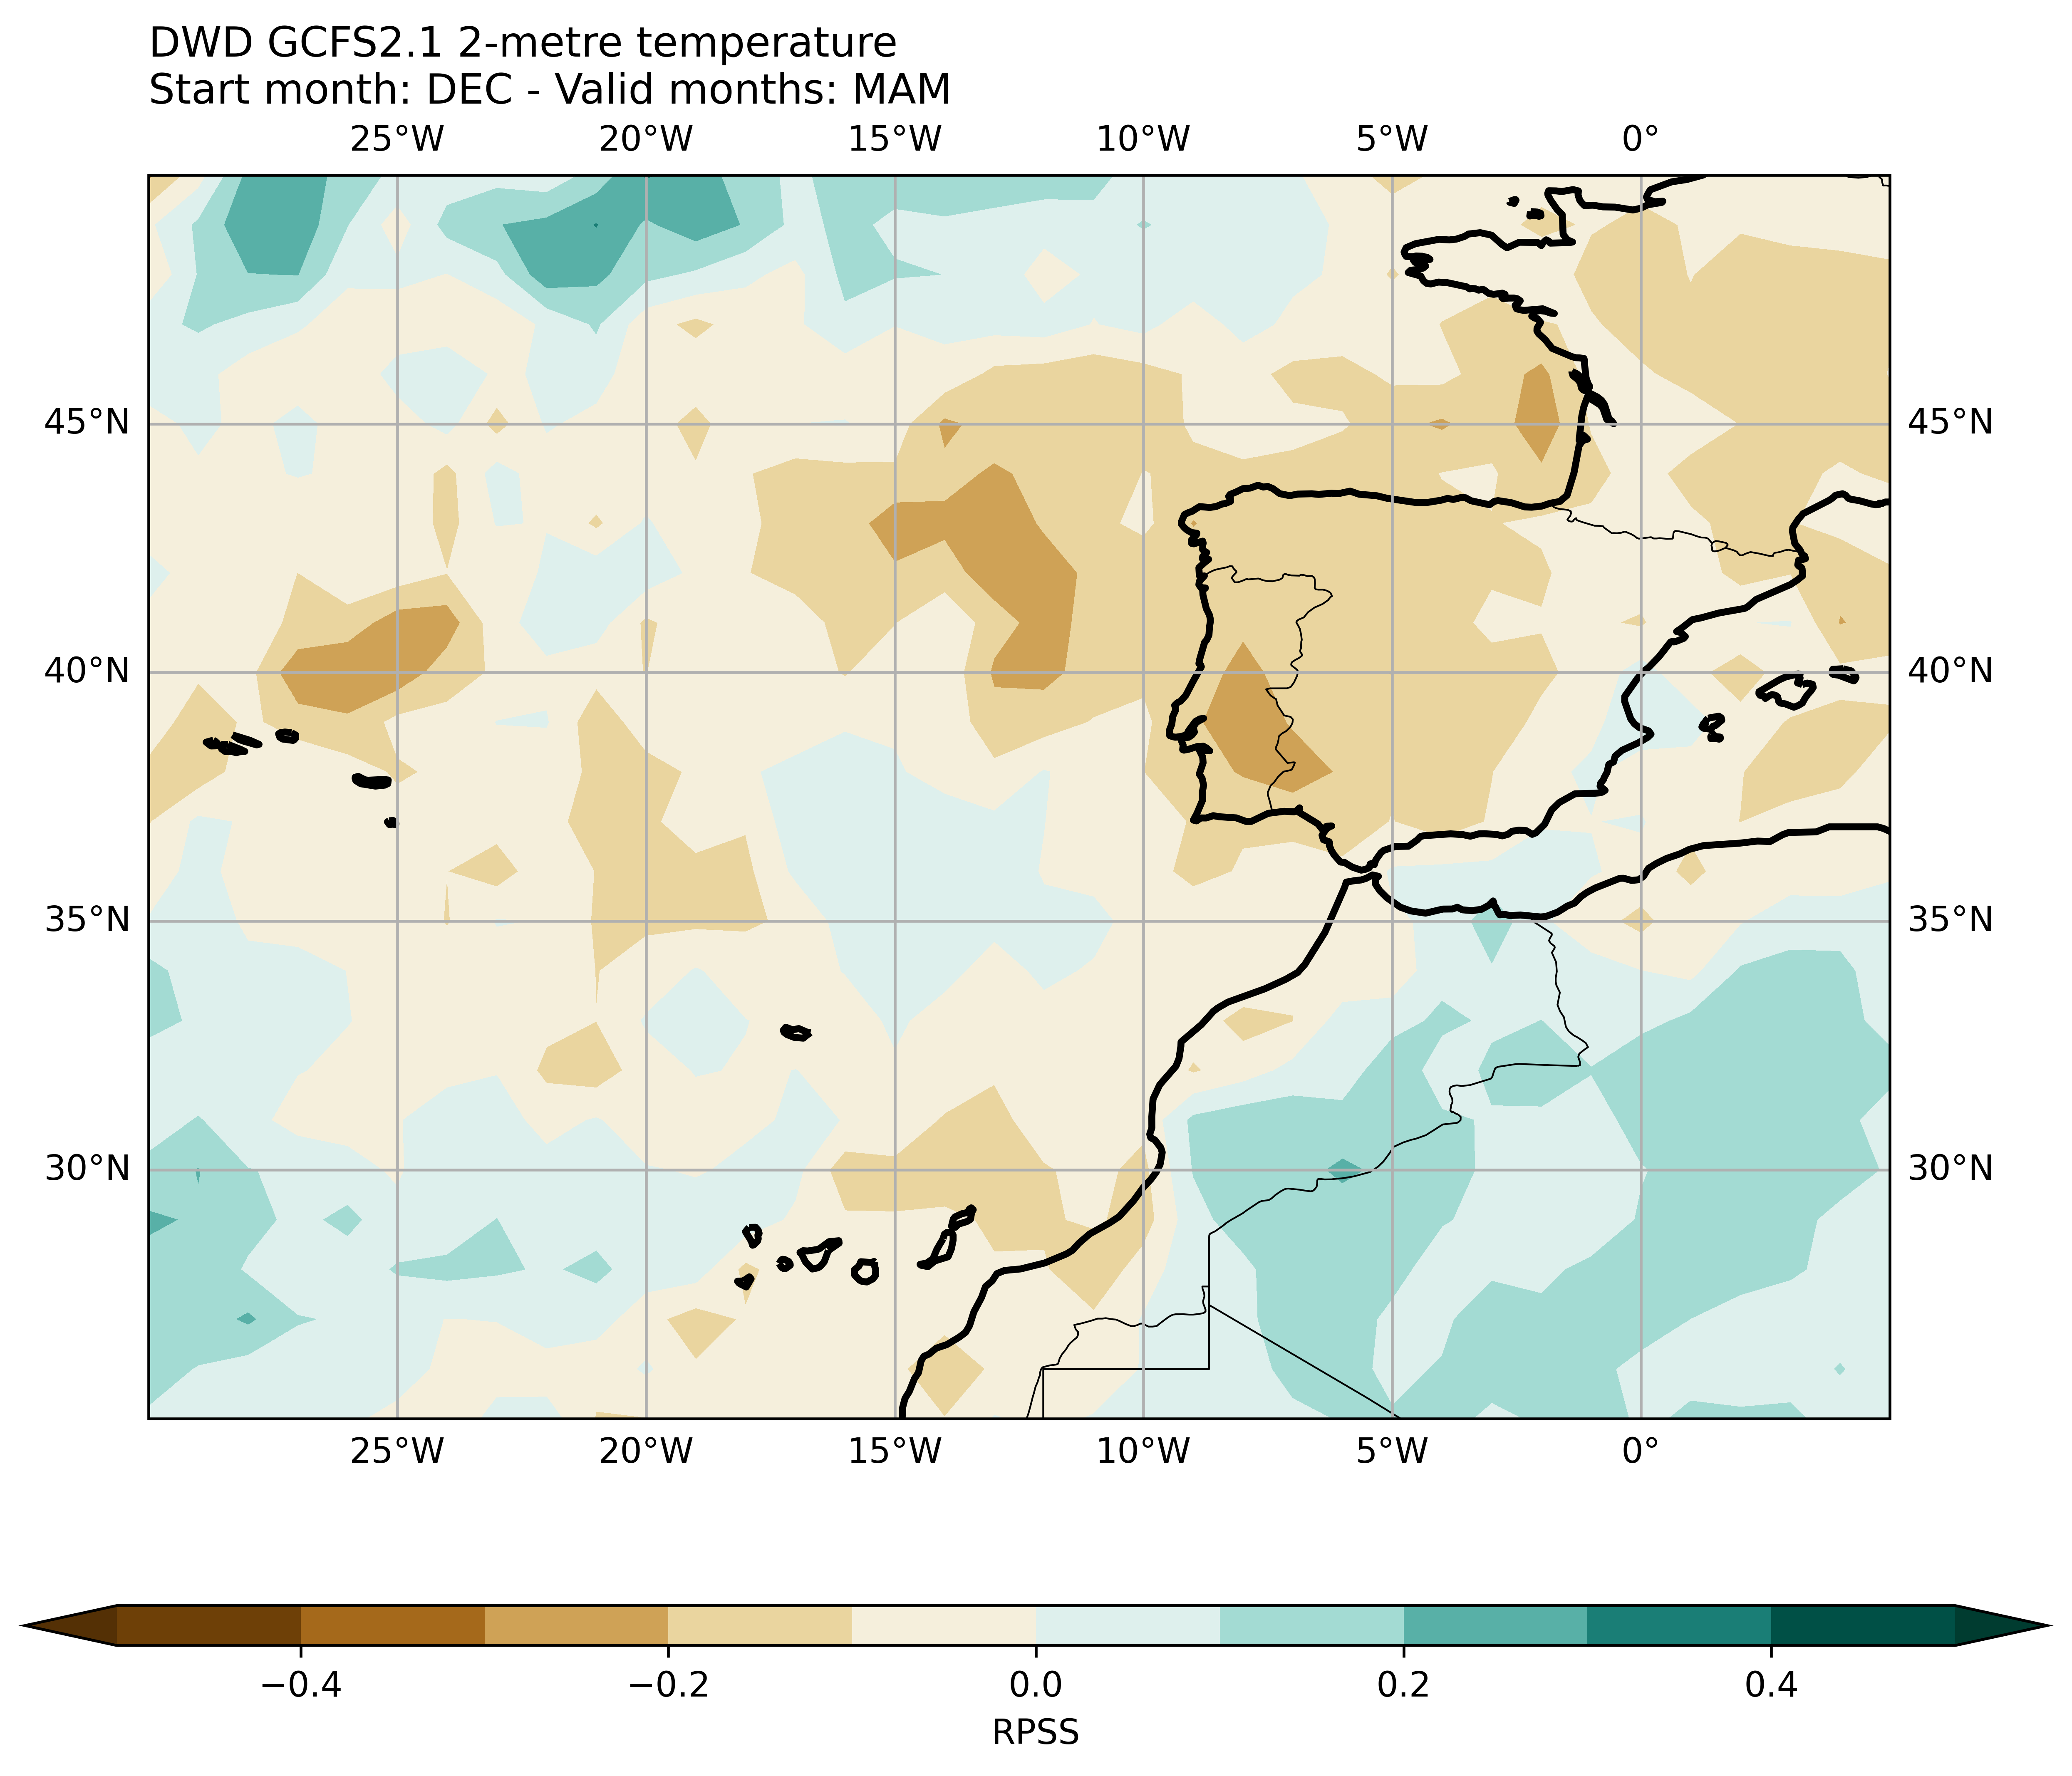 DWD GCFS2.1 2-metre temperature
Start month: DEC - Valid months: MAM
25°W 20°W 15°W 10°W 5°W 0°
45°N 45°N
40°N 40°N
35°N 35°N
30°N 30°N
25°W 20°W 15°W 10°W 5°W 0°
−0.4 −0.2 0.0 0.2 0.4
RPSS